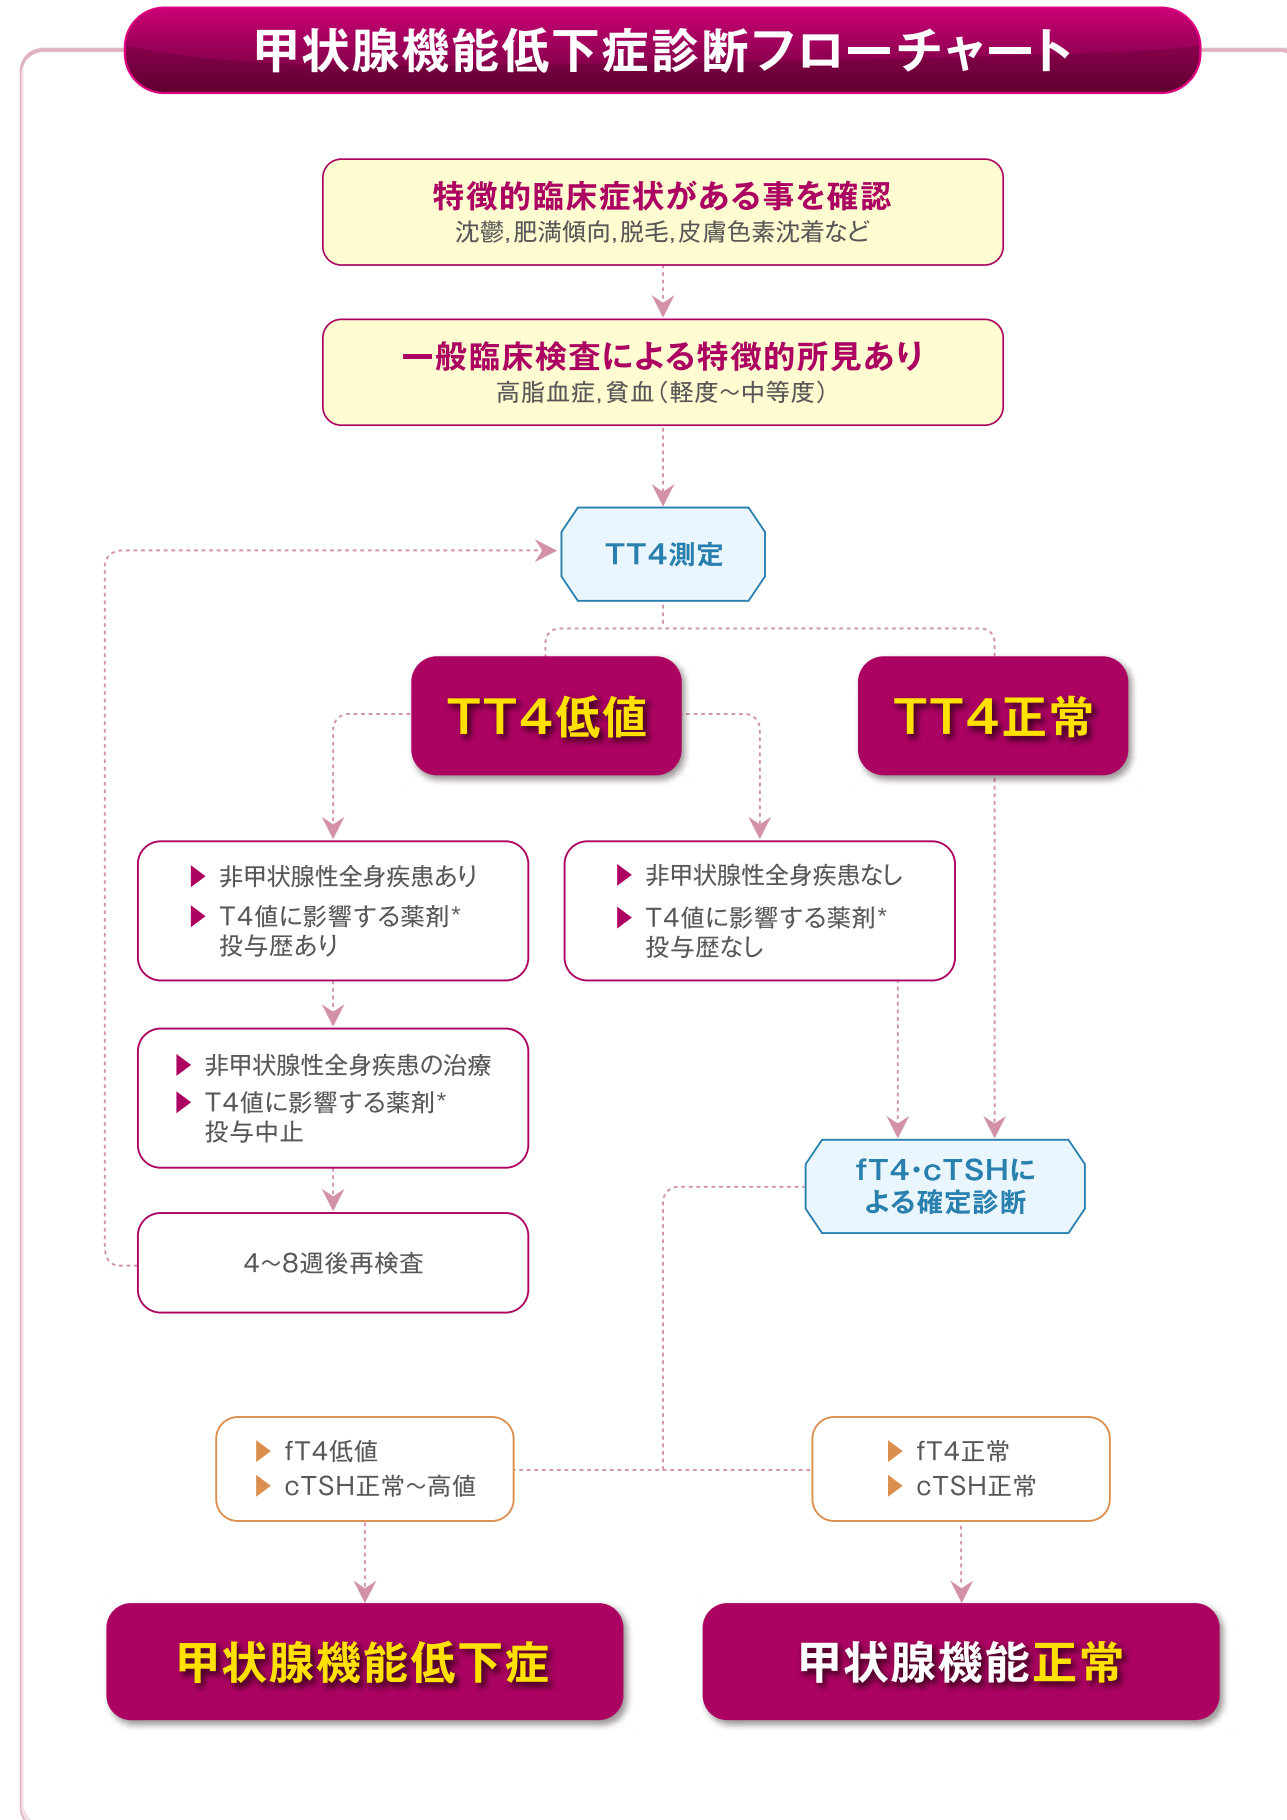 甲状腺機能低下症診断フローチャート
特徴的臨床症状がある事を確認
沈鬱,肥満傾向,脱毛,皮膚色素沈着など
一般臨床検査による特徴的所見あり
高脂血症,貧血（軽度～中等度）
TT4測定
TT4低値
TT4正常
▶ 非甲状腺性全身疾患あり
▶ T4値に影響する薬剤*
投与歴あり
▶ 非甲状腺性全身疾患なし
▶ T4値に影響する薬剤*
投与歴なし
▶ 非甲状腺性全身疾患の治療
▶ T4値に影響する薬剤*
投与中止
4～8週後再検査
fT4・cTSHに
よる確定診断
▶ fT4低値
▶ cTSH正常～高値
▶ fT4正常
▶ cTSH正常
甲状腺機能低下症
甲状腺機能正常